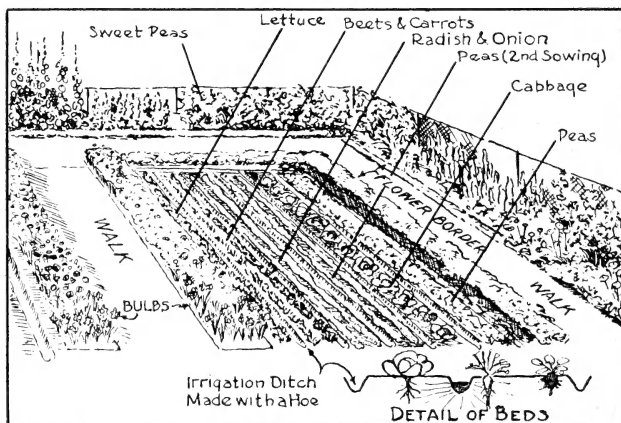 Lettuce
Beets & Carrots
Radish & Onion
Peas (2nd Sowing)
Cabbage
Peas
Sweet Peas
FLOWER BORDER
WALK
WALK
BULBS
Irrigation Ditch
Made with a Hoe
DETAIL OF BEDS